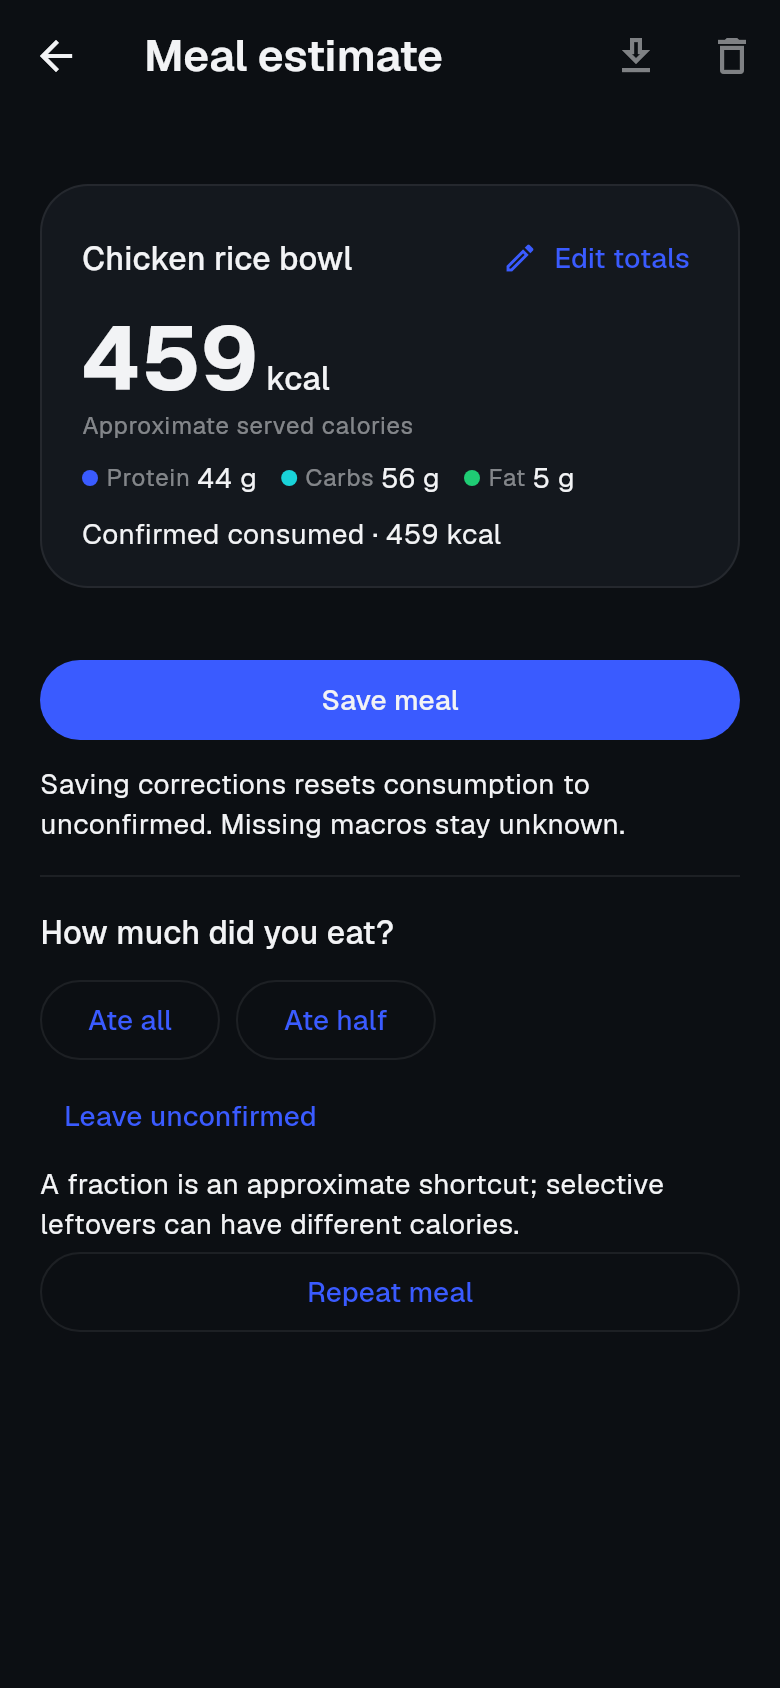 Meal estimate
Chicken rice bowl
Edit totals
459 kcal
Approximate served calories
Protein 44 g Carbs 56 g Fat 5 g
Confirmed consumed · 459 kcal
Save meal
Saving corrections resets consumption to
unconfirmed. Missing macros stay unknown.
How much did you eat?
Ate all
Ate half
Leave unconfirmed
A fraction is an approximate shortcut; selective
leftovers can have different calories.
Repeat meal